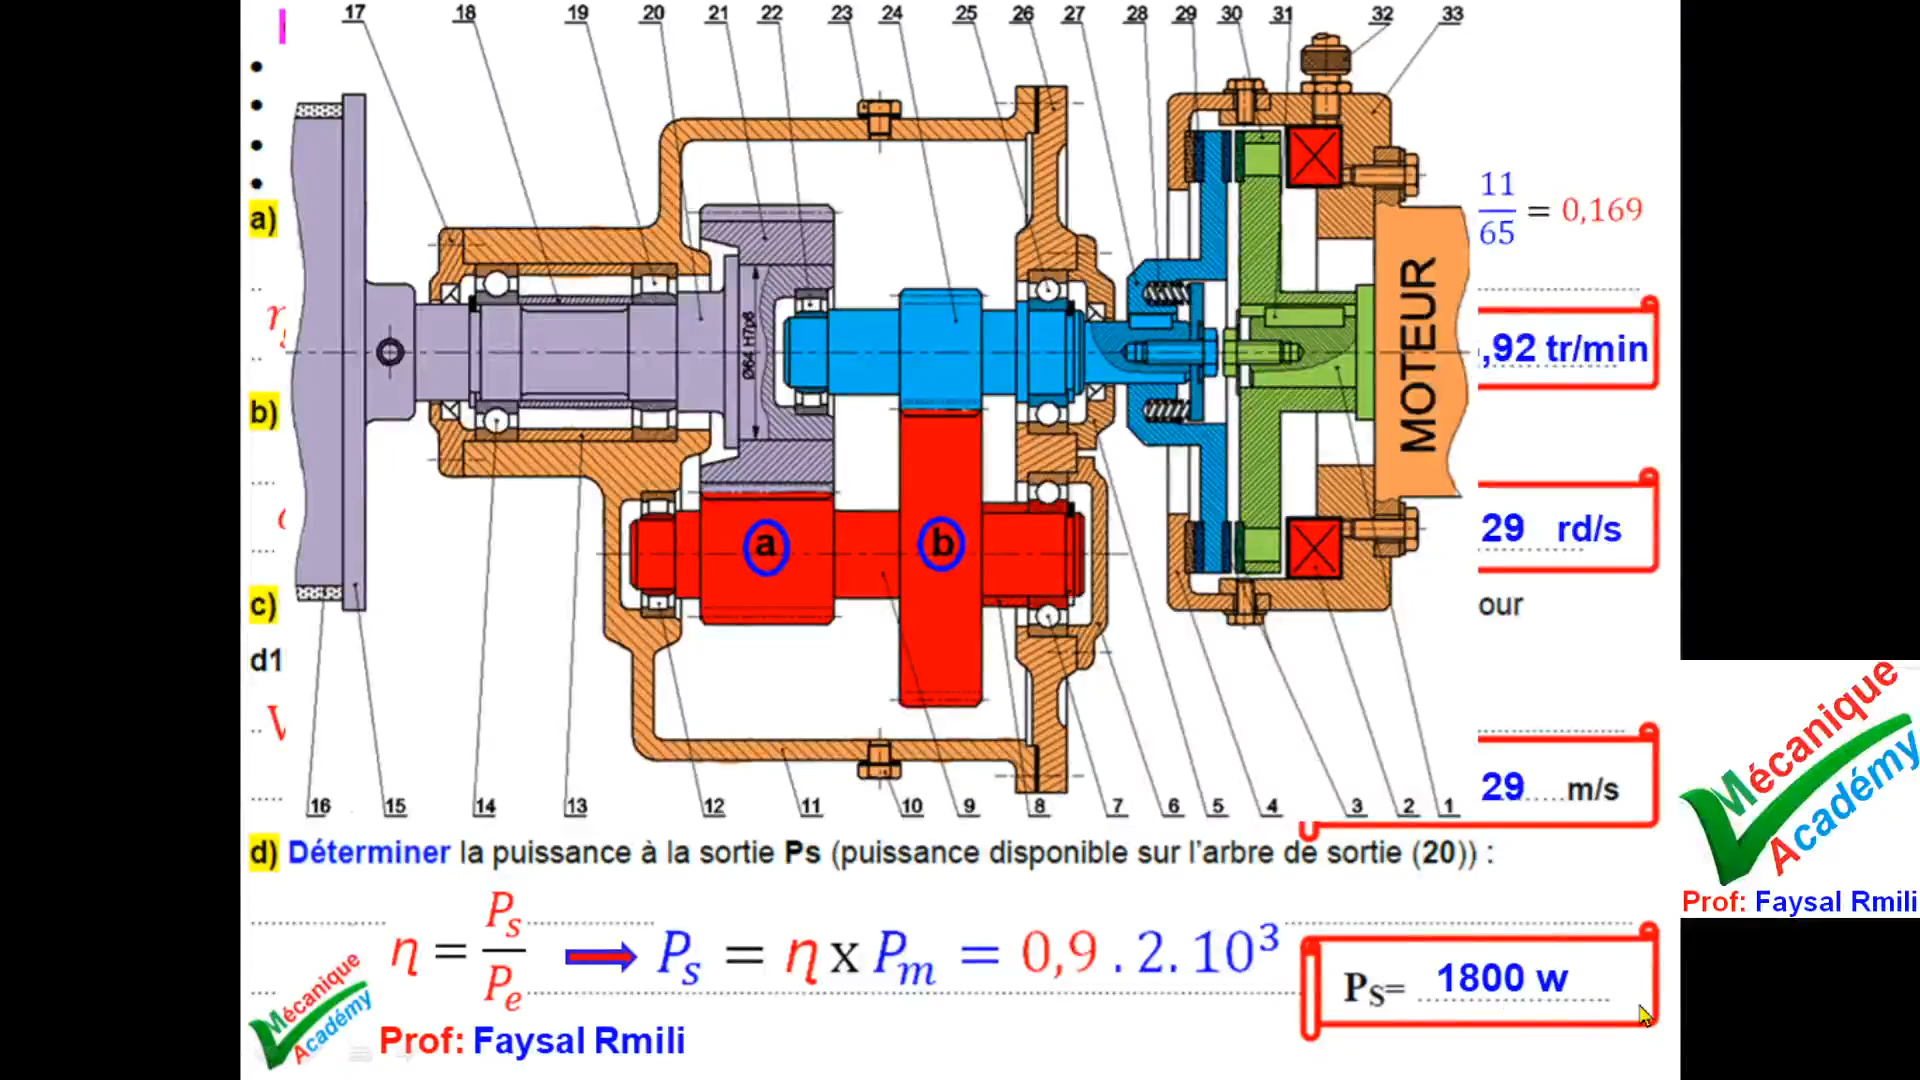 17 18 19 20 21 22 23 24 25 26 27 28 29 30 31 32 33
a)
11
65
= 0,169
,92 tr/min
Ø64 H7p6
MOTEUR
b)
a
b
29 rd/s
c)
our
d1
29 m/s
16 15 14 13 12 11 10 9 8 7 6 5 4 3 2 1
d) Déterminer la puissance à la sortie Ps (puissance disponible sur l'arbre de sortie (20)) :
η = Ps / Pe ➡ Ps = η x Pm = 0,9 . 2. 10³
Ps= 1800 w
Mécanique
Académy
Prof: Faysal Rmili
Mécanique
Académy
Prof: Faysal Rmili